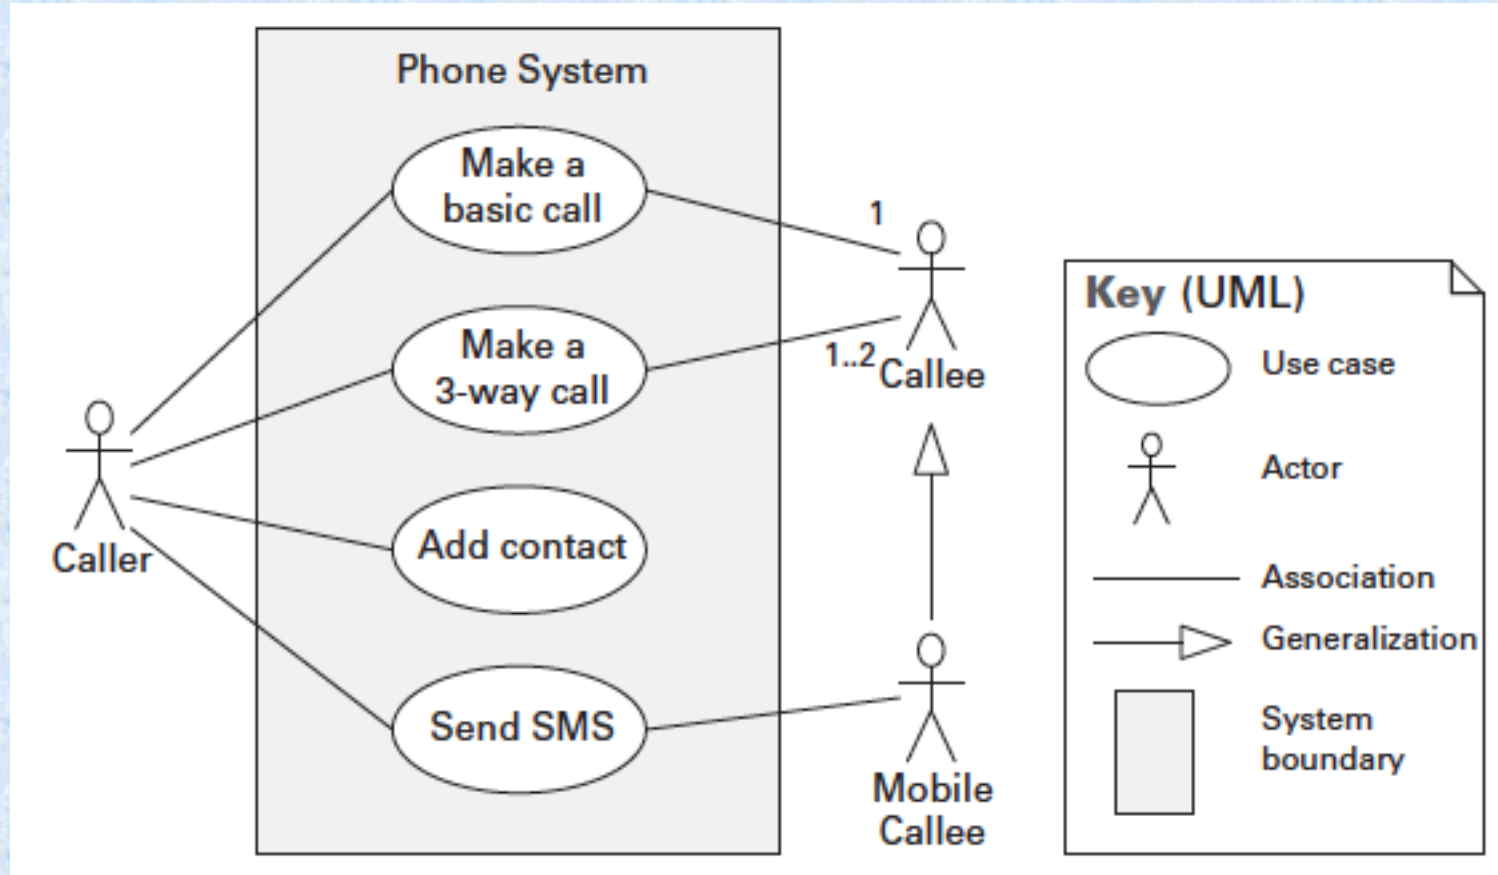 Phone System
Make a
basic call
1
Make a
3-way call
1..2
Callee
Caller
Add contact
Send SMS
Mobile
Callee
Key (UML)
Use case
Actor
Association
Generalization
System
boundary